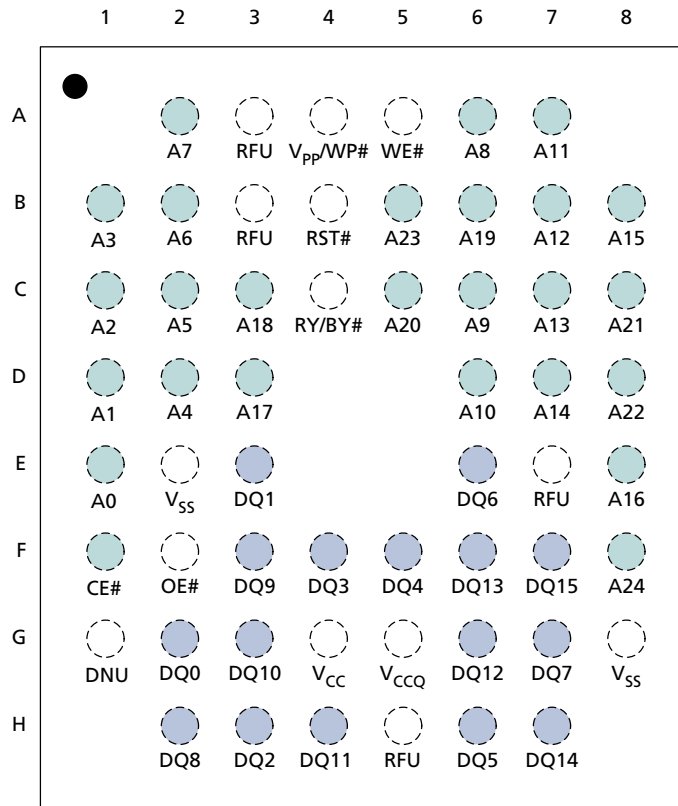 1 2 3 4 5 6 7 8
A
A7 RFU VPP/WP# WE# A8 A11
B
A3 A6 RFU RST# A23 A19 A12 A15
C
A2 A5 A18 RY/BY# A20 A9 A13 A21
D
A1 A4 A17 A10 A14 A22
E
A0 VSS DQ1 DQ6 RFU A16
F
CE# OE# DQ9 DQ3 DQ4 DQ13 DQ15 A24
G
DNU DQ0 DQ10 VCC VCCQ DQ12 DQ7 VSS
H
DQ8 DQ2 DQ11 RFU DQ5 DQ14